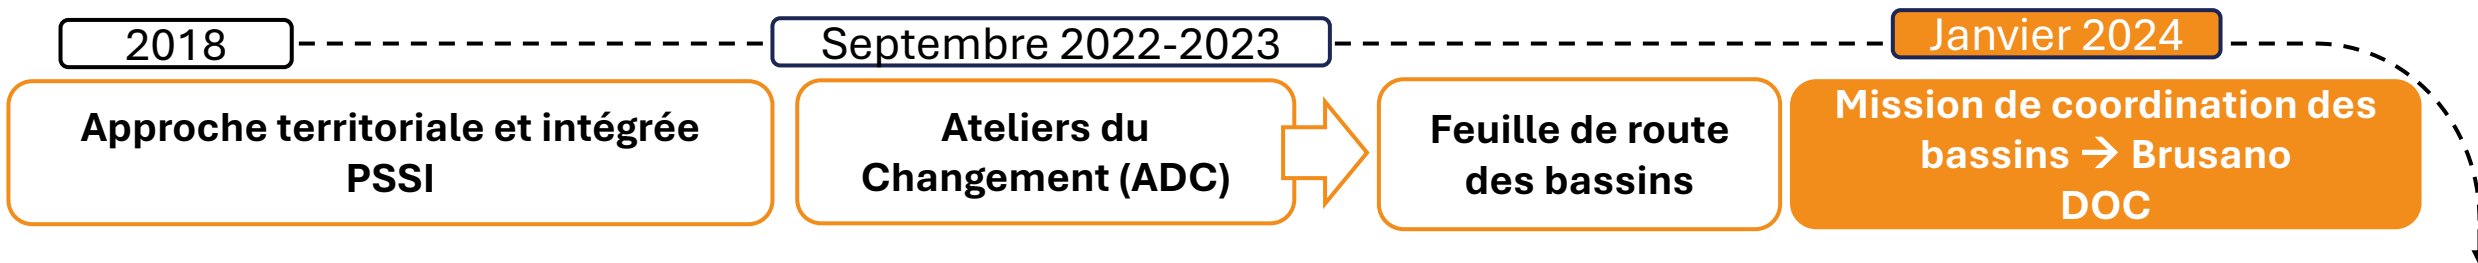 2018
Septembre 2022-2023
Janvier 2024
Approche territoriale et intégrée
PSSI
Ateliers du
Changement (ADC)
Feuille de route
des bassins
Mission de coordination des
bassins → Brusano
DOC